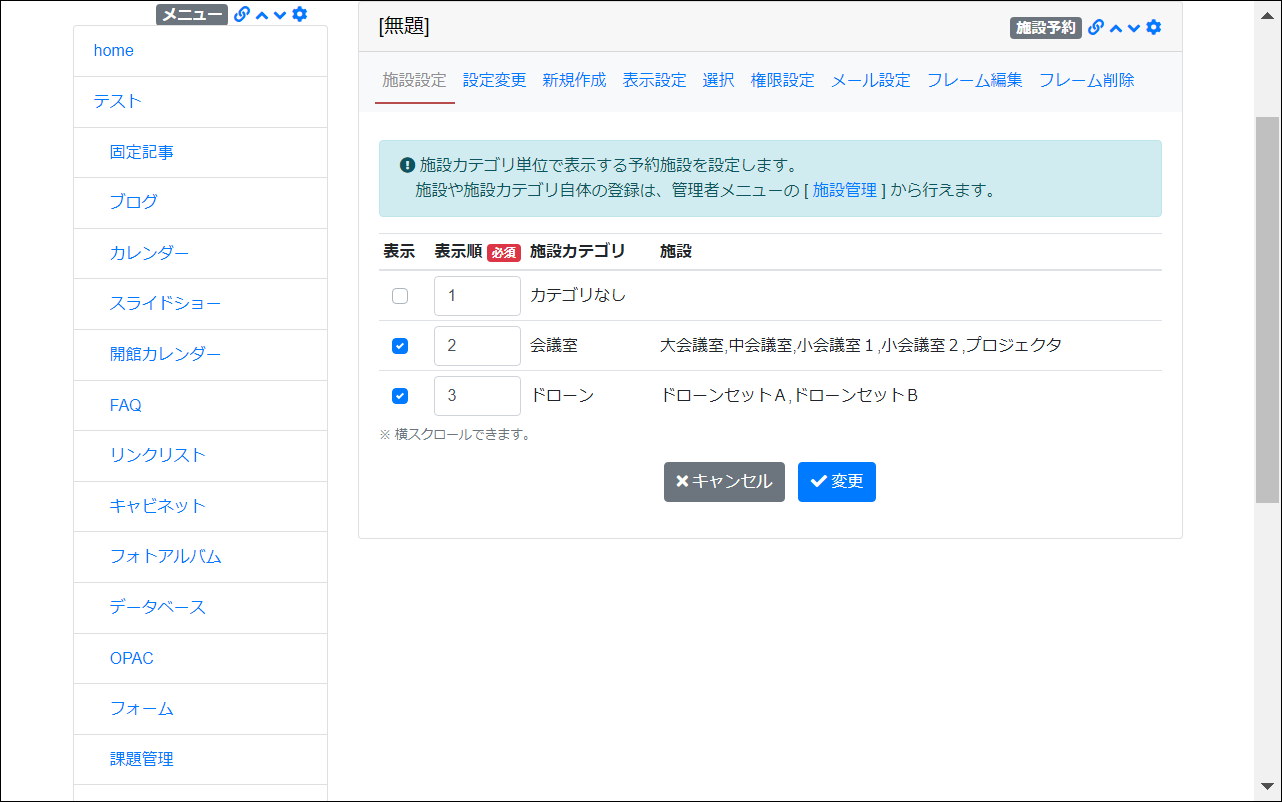 メニュー
home
テスト
固定記事
ブログ
カレンダー
スライドショー
開館カレンダー
FAQ
リンクリスト
キャビネット
フォトアルバム
データベース
OPAC
フォーム
課題管理
[無題]
施設予約
施設設定 設定変更 新規作成 表示設定 選択 権限設定 メール設定 フレーム編集 フレーム削除
施設カテゴリ単位で表示する予約施設を設定します。
施設や施設カテゴリ自体の登録は、管理者メニューの [ 施設管理 ] から行えます。
表示 表示順 必須 施設カテゴリ 施設
1 カテゴリなし
2 会議室 大会議室,中会議室,小会議室１,小会議室２,プロジェクタ
3 ドローン ドローンセットＡ,ドローンセットＢ
※ 横スクロールできます。
キャンセル 変更